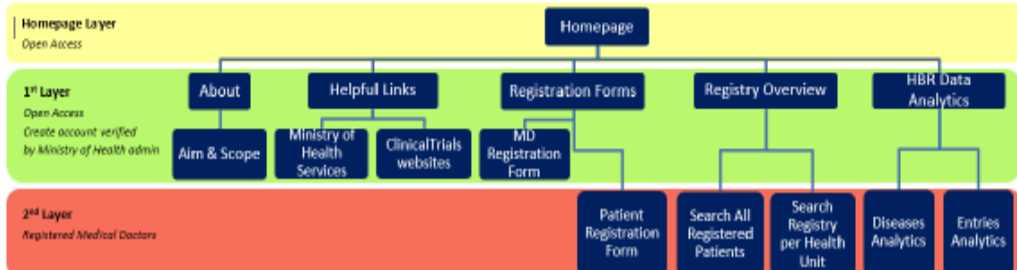 Homepage Layer
Open Access
Homepage
1st Layer
Open Access
Create account verified
by Ministry of Health admin
About
Helpful Links
Registration Forms
Registry Overview
HBR Data
Analytics
Aim & Scope
Ministry of
Health
Services
ClinicalTrials
websites
MD
Registration
Form
2nd Layer
Registered Medical Doctors
Patient
Registration
Form
Search All
Registered
Patients
Search
Registry
per Health
Unit
Diseases
Analytics
Entries
Analytics